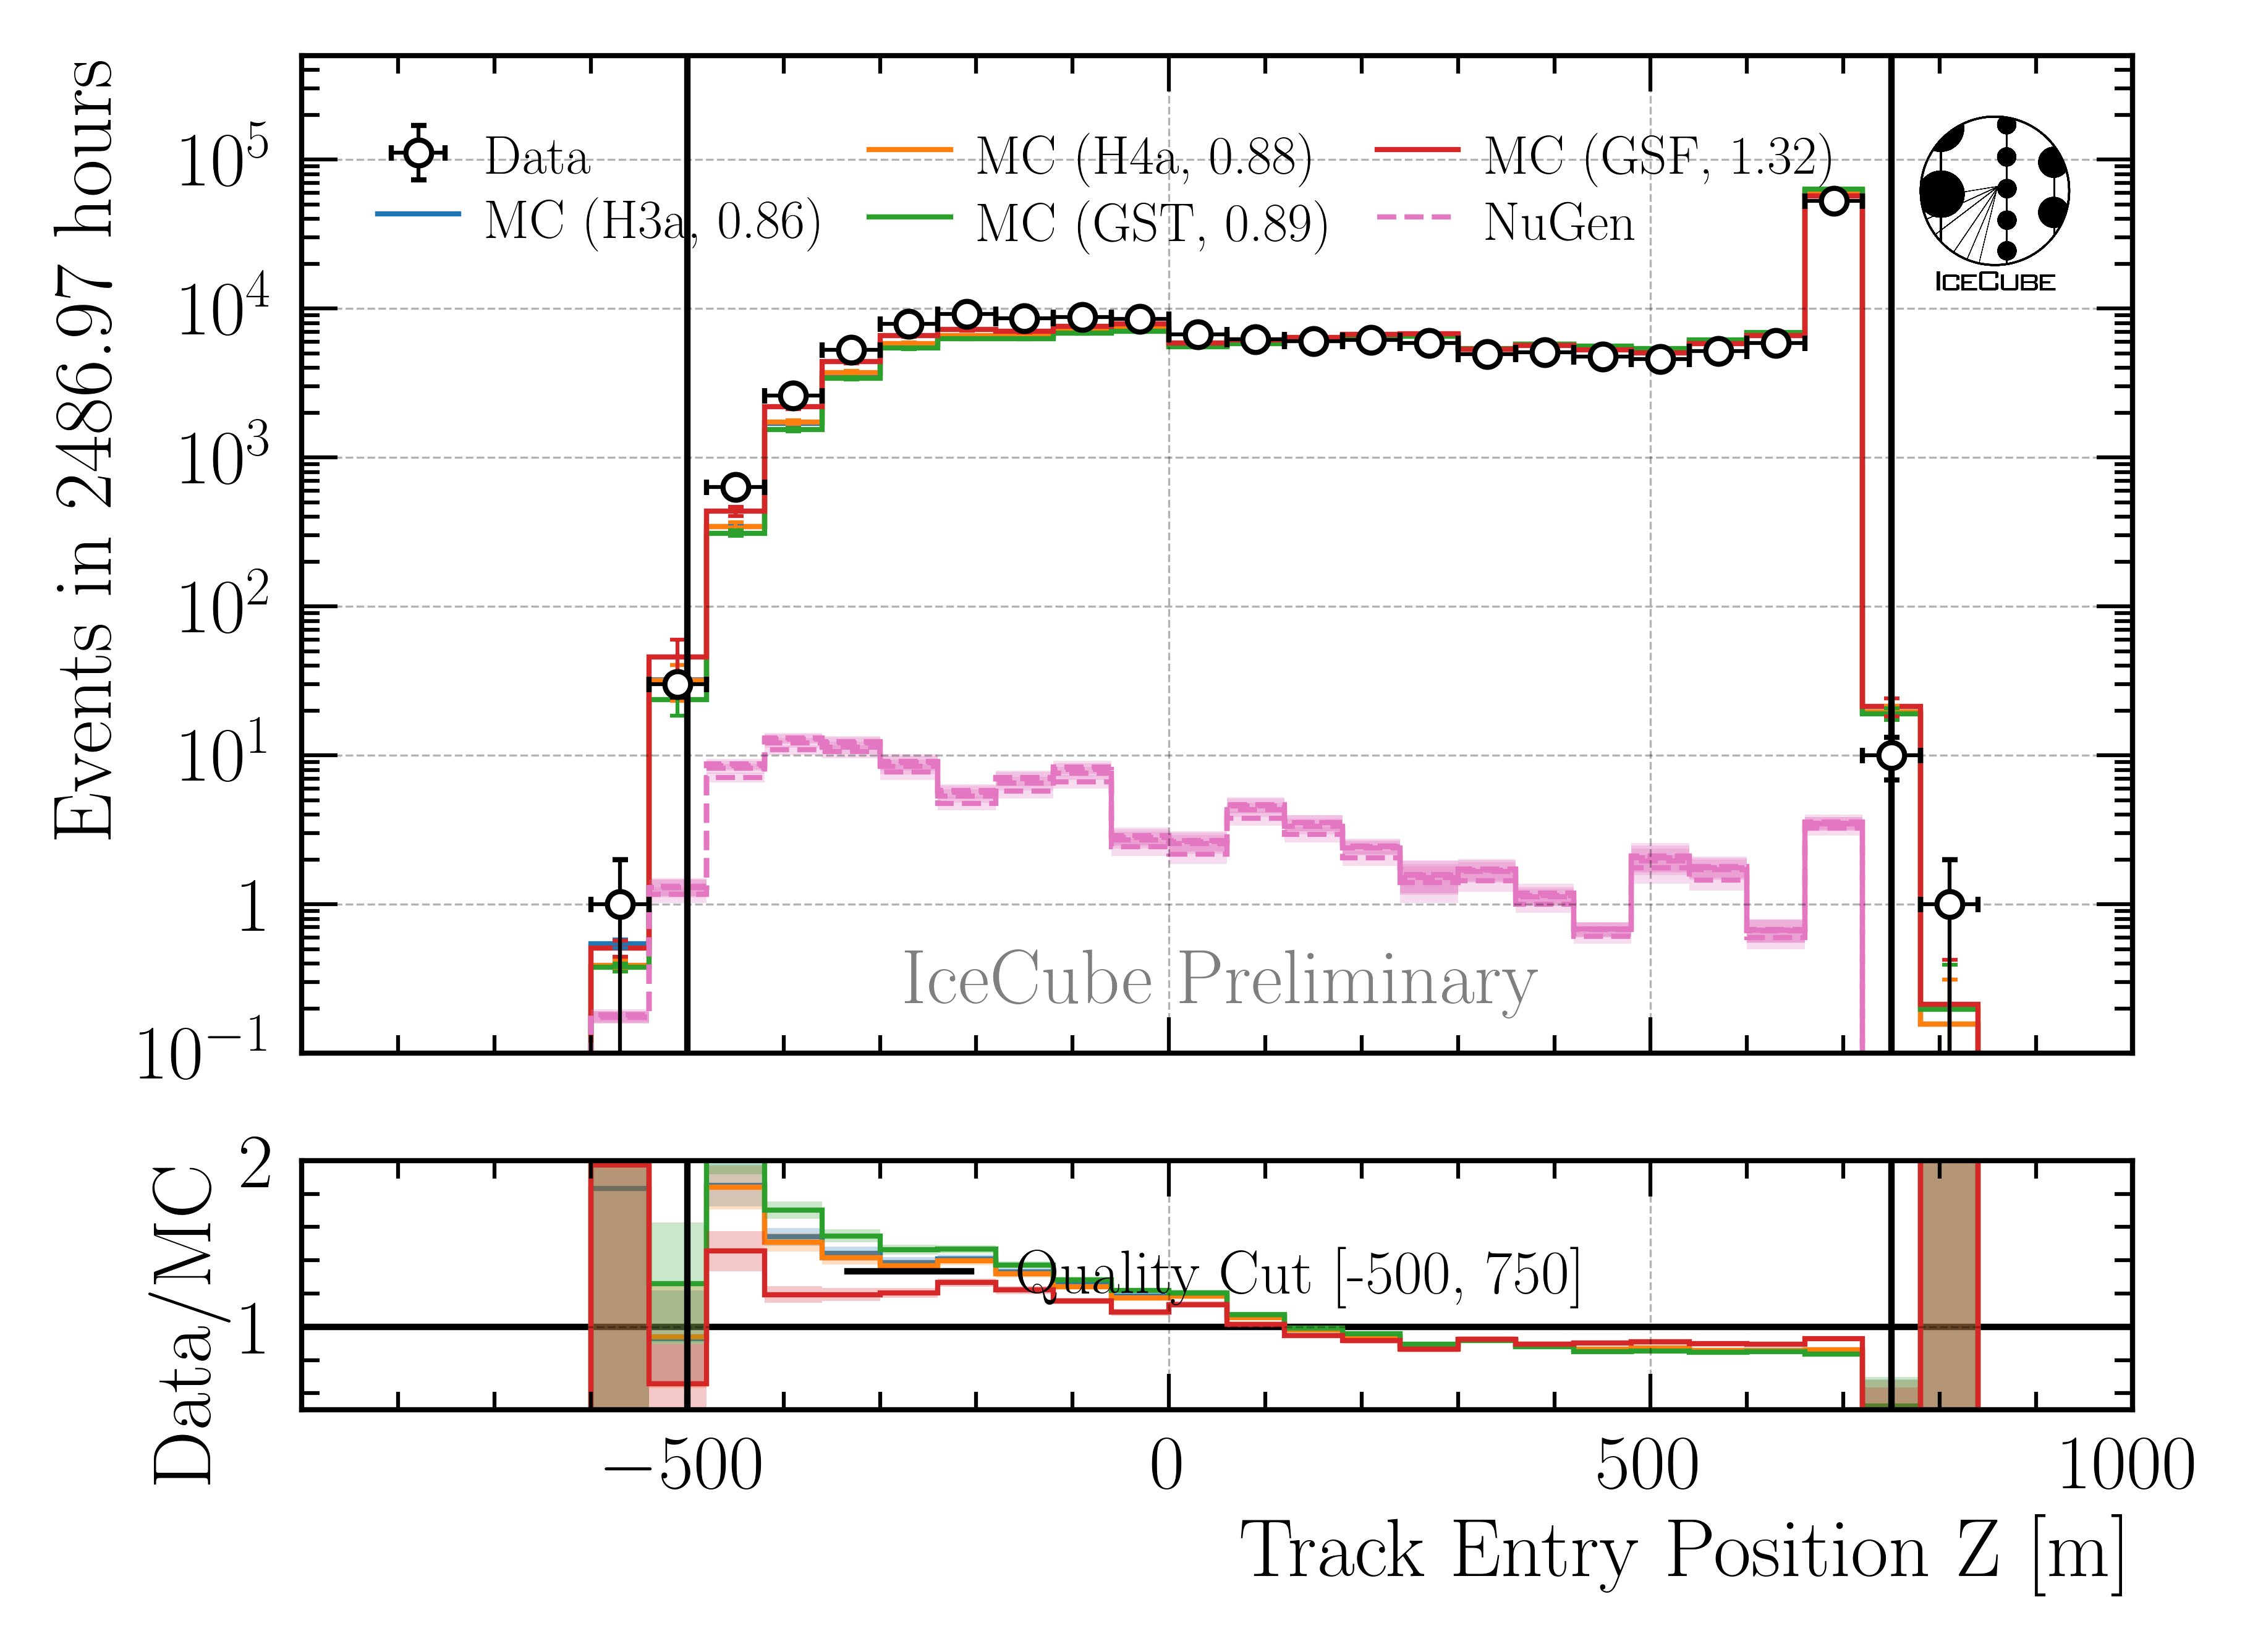 Events in 2486.97 hours
10^5
10^4
10^3
10^2
10^1
1
10^−1
Data
MC (H3a, 0.86)
MC (H4a, 0.88)
MC (GST, 0.89)
MC (GSF, 1.32)
NuGen
ICECUBE
IceCube Preliminary
Data/MC
2
1
Quality Cut [-500, 750]
−500
0
500
1000
Track Entry Position Z [m]